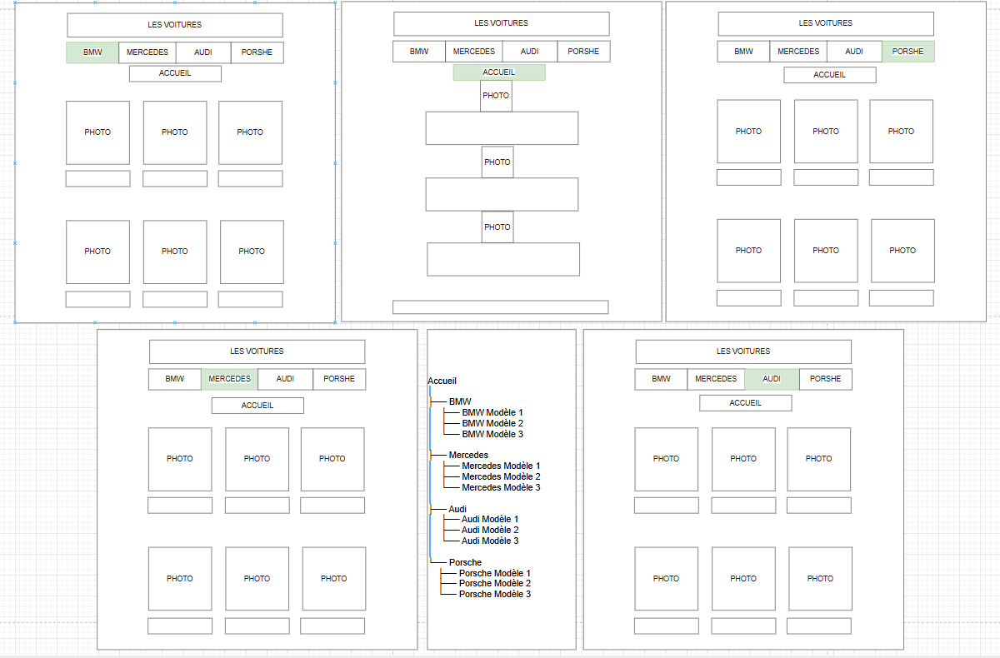 LES VOITURES
BMW MERCEDES AUDI PORSHE
ACCUEIL
PHOTO PHOTO PHOTO
PHOTO PHOTO PHOTO
LES VOITURES
BMW MERCEDES AUDI PORSHE
ACCUEIL
PHOTO
PHOTO
PHOTO
LES VOITURES
BMW MERCEDES AUDI PORSHE
ACCUEIL
PHOTO PHOTO PHOTO
PHOTO PHOTO PHOTO
LES VOITURES
BMW MERCEDES AUDI PORSHE
ACCUEIL
PHOTO PHOTO PHOTO
PHOTO PHOTO PHOTO
Accueil
BMW
BMW Modèle 1
BMW Modèle 2
BMW Modèle 3
Mercedes
Mercedes Modèle 1
Mercedes Modèle 2
Mercedes Modèle 3
Audi
Audi Modèle 1
Audi Modèle 2
Audi Modèle 3
Porsche
Porsche Modèle 1
Porsche Modèle 2
Porsche Modèle 3
LES VOITURES
BMW MERCEDES AUDI PORSHE
ACCUEIL
PHOTO PHOTO PHOTO
PHOTO PHOTO PHOTO